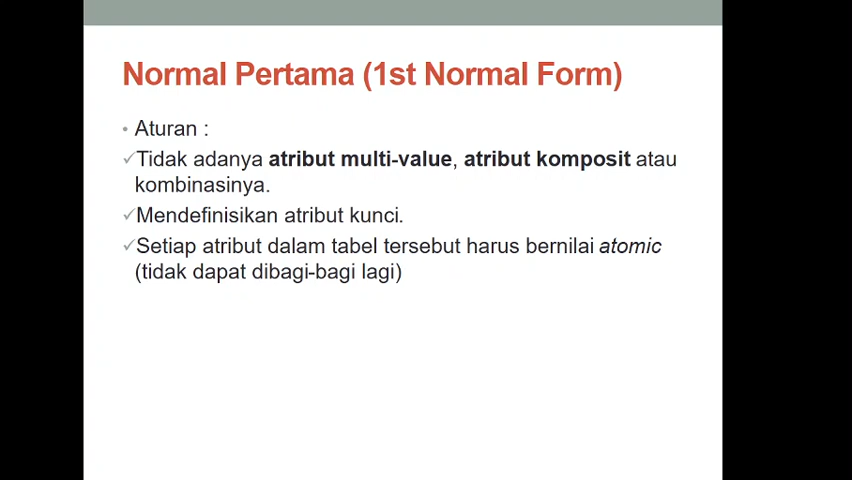 Normal Pertama (1st Normal Form)
• Aturan :
✓Tidak adanya atribut multi-value, atribut komposit atau
kombinasinya.
✓Mendefinisikan atribut kunci.
✓Setiap atribut dalam tabel tersebut harus bernilai atomic
(tidak dapat dibagi-bagi lagi)